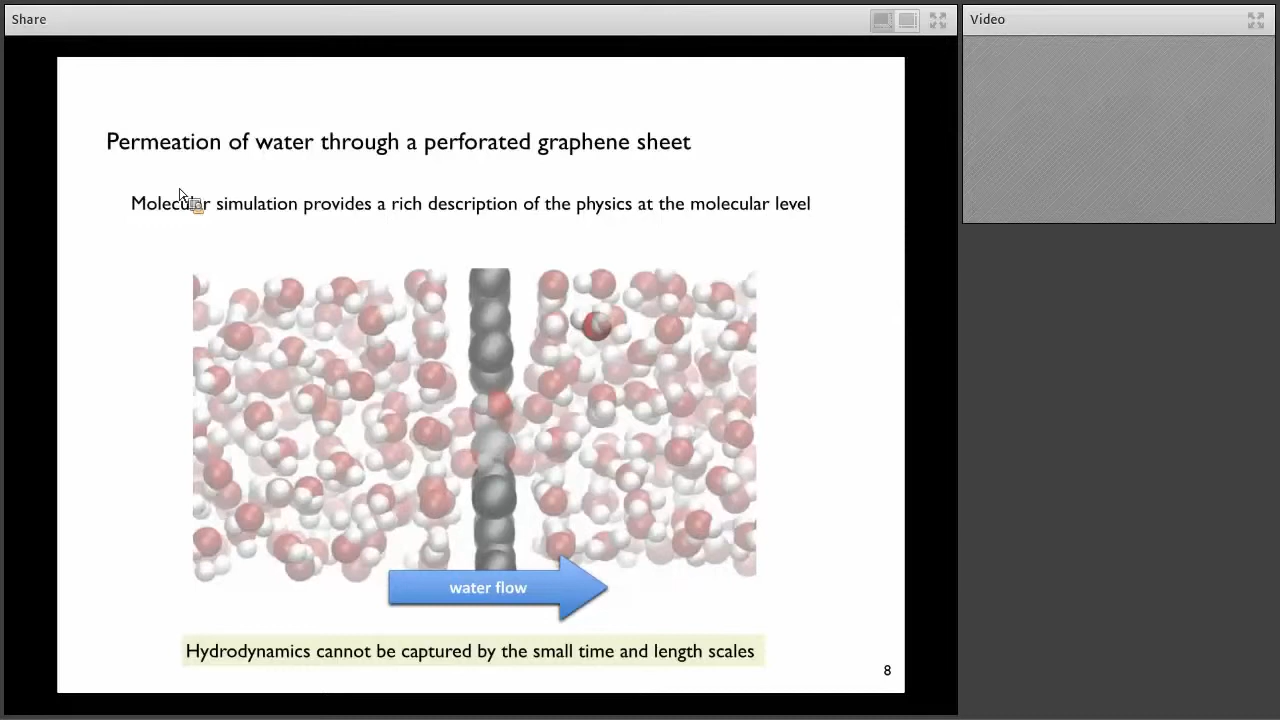 Share
Video
Permeation of water through a perforated graphene sheet
Molecular simulation provides a rich description of the physics at the molecular level
water flow
Hydrodynamics cannot be captured by the small time and length scales
8